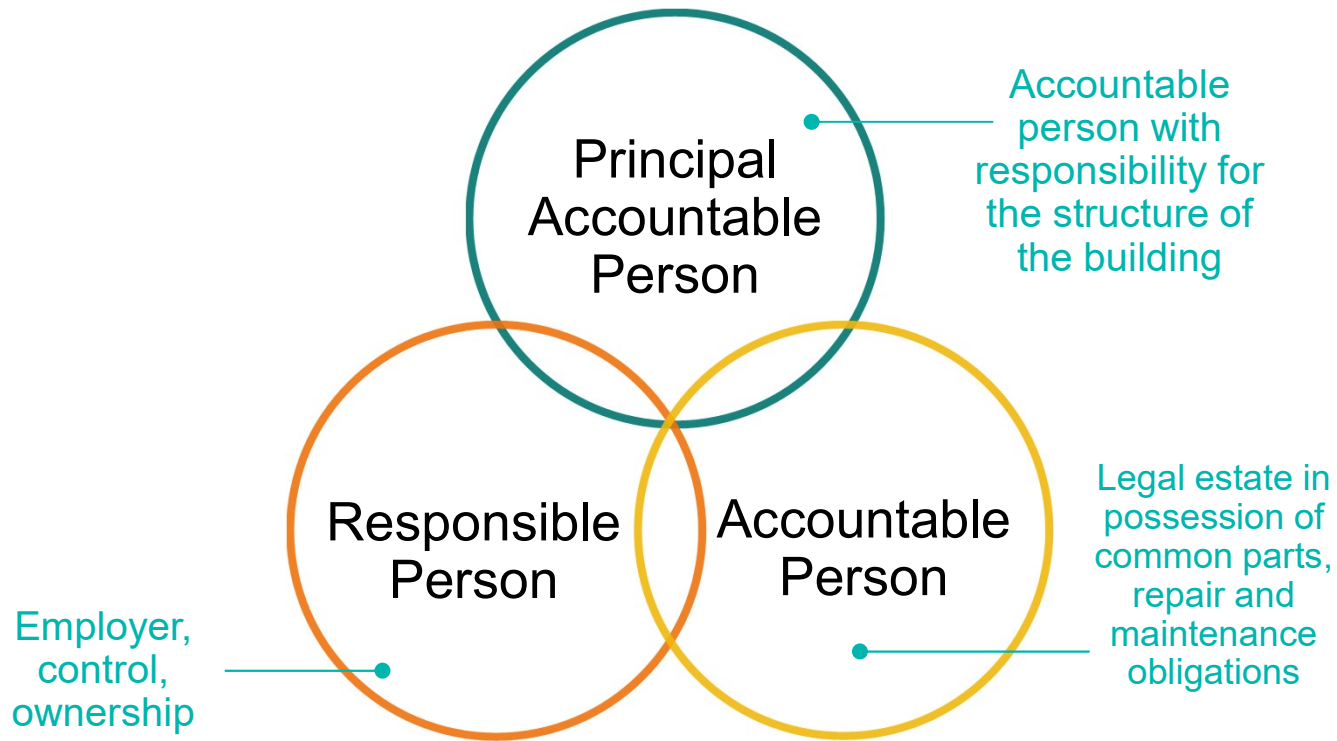 Principal
Accountable
Person
Accountable
person with
responsibility for
the structure of
the building
Responsible
Person
Accountable
Person
Legal estate in
possession of
common parts,
repair and
maintenance
obligations
Employer,
control,
ownership